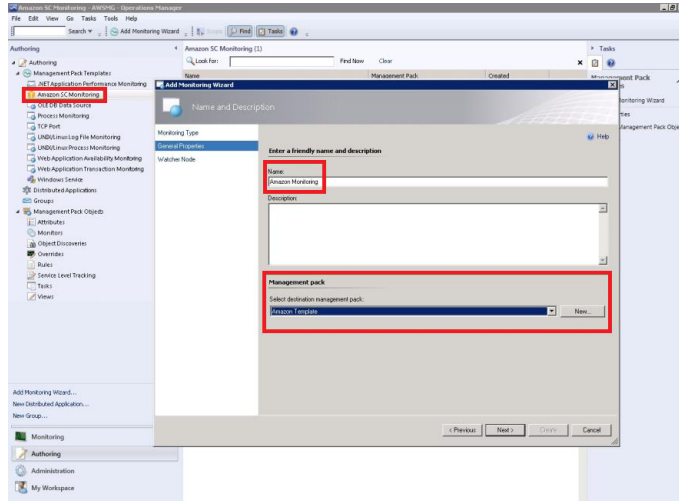 Amazon SC Monitoring - AWSMG - Operations Manager
File Edit View Go Tasks Tools Help
Search Add Monitoring Wizard Find Tasks
Authoring
Authoring
Management Pack Templates
.NET Application Performance Monitoring
Amazon SC Monitoring
OLE DB Data Source
Process Monitoring
TCP Port
UNIX/Linux Log File Monitoring
UNIX/Linux Process Monitoring
Web Application Availability Monitoring
Web Application Transaction Monitoring
Windows Service
Distributed Applications
Groups
Management Pack Objects
Attributes
Monitors
Object Discoveries
Overrides
Rules
Service Level Tracking
Tasks
Views
Add Monitoring Wizard...
New Distributed Application...
New Group...
Monitoring
Authoring
Administration
My Workspace
Amazon SC Monitoring (1)
Look for: Find Now Clear
Name Management Pack Created
Add Monitoring Wizard
Name and Description
Monitoring Type
General Properties
Watcher Node
Help
Enter a friendly name and description
Name:
Amazon Monitoring
Description:
Management pack
Select destination management pack:
Amazon Template New...
< Previous Next > Create Cancel
Tasks
Management Pack
Monitoring Wizard
Management Pack Obje